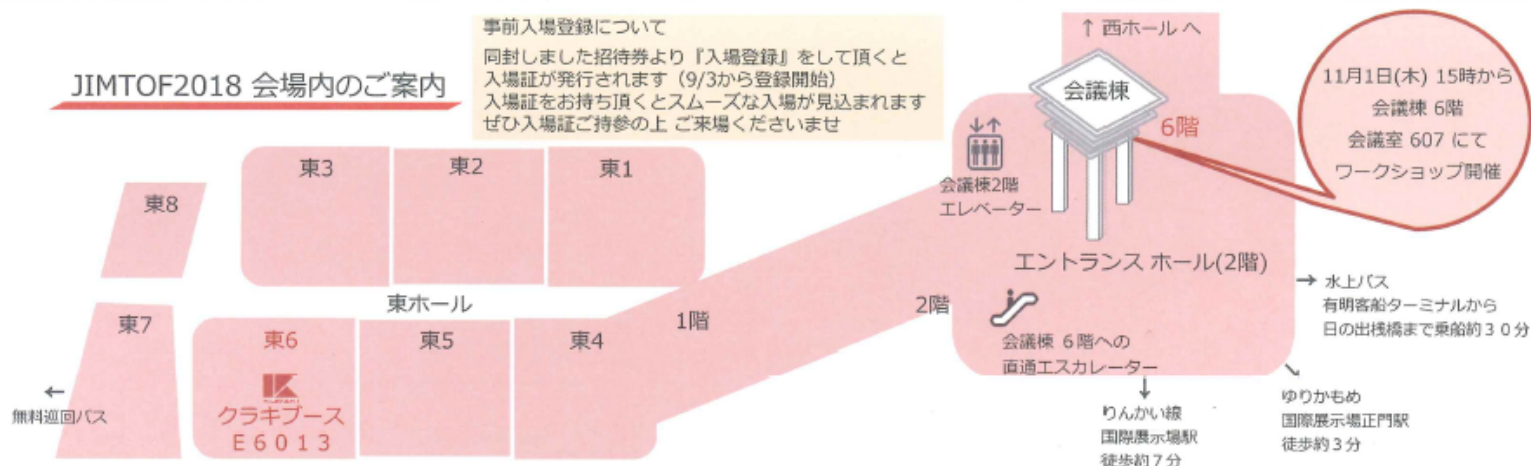 JIMTOF2018 会場内のご案内
事前入場登録について
同封しました招待券より『入場登録』をして頂くと
入場証が発行されます（9/3から登録開始）
入場証をお持ち頂くとスムーズな入場が見込まれます
ぜひ入場証ご持参の上 ご来場くださいませ
↑ 西ホール へ
会議棟
6階
11月1日(木) 15時から
会議棟 6階
会議室 607 にて
ワークショップ開催
会議棟2階
エレベーター
エントランス ホール(2階)
東3
東2
東1
東8
東ホール
1階
2階
東7
東6
東5
東4
クラキブース
E6013
会議棟 6階への
直通エスカレーター
→ 水上バス
有明客船ターミナルから
日の出桟橋まで乗船約３０分
←
無料巡回バス
↓
りんかい線
国際展示場駅
徒歩約７分
↘
ゆりかもめ
国際展示場正門駅
徒歩約３分